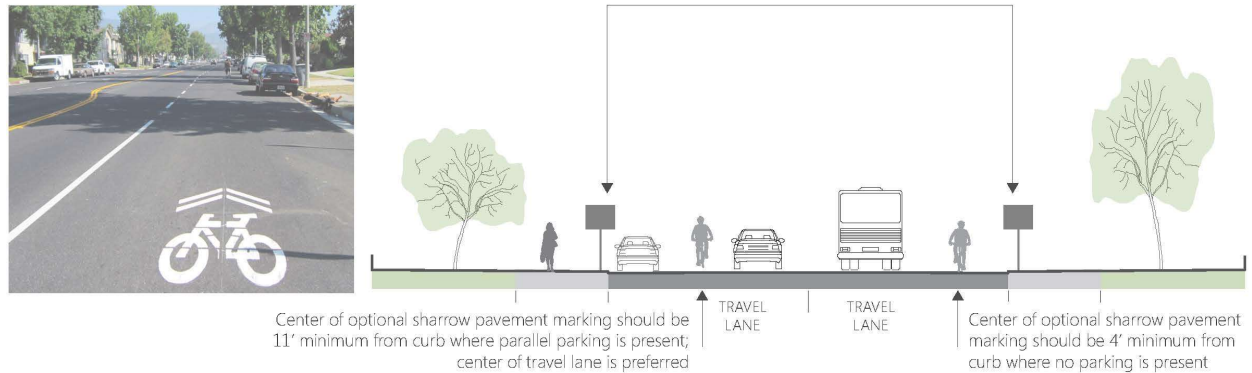 Center of optional sharrow pavement marking should be
11' minimum from curb where parallel parking is present;
center of travel lane is preferred
TRAVEL
LANE
TRAVEL
LANE
Center of optional sharrow pavement
marking should be 4' minimum from
curb where no parking is present